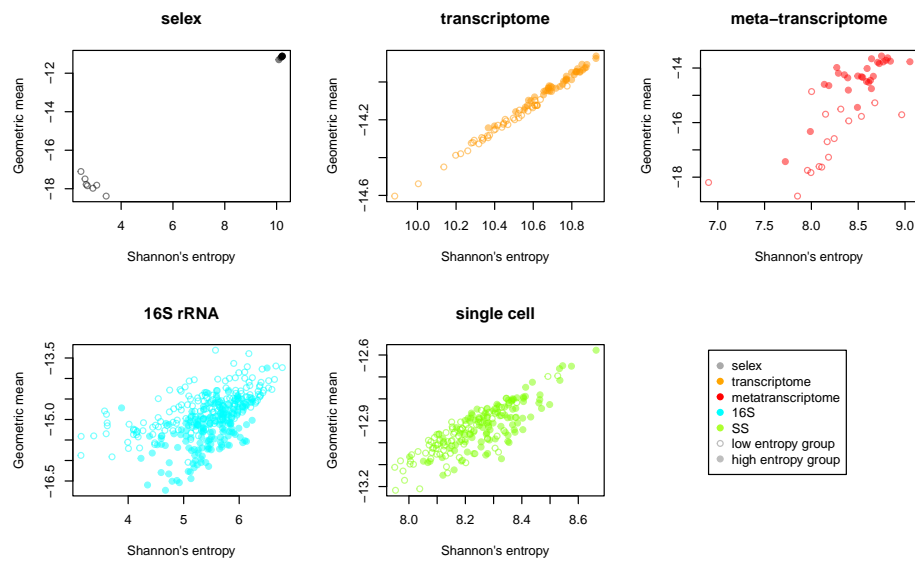 selex
Geometric mean
−12
−14
−16
−18
4
6
8
10
Shannon's entropy
transcriptome
Geometric mean
−14.2
−14.6
10.0
10.2
10.4
10.6
10.8
Shannon's entropy
meta−transcriptome
Geometric mean
−14
−16
−18
7.0
7.5
8.0
8.5
9.0
Shannon's entropy
16S rRNA
Geometric mean
−13.5
−15.0
−16.5
4
5
6
Shannon's entropy
single cell
Geometric mean
−12.6
−12.9
−13.2
8.0
8.2
8.4
8.6
Shannon's entropy
selex
transcriptome
metatranscriptome
16S
SS
low entropy group
high entropy group